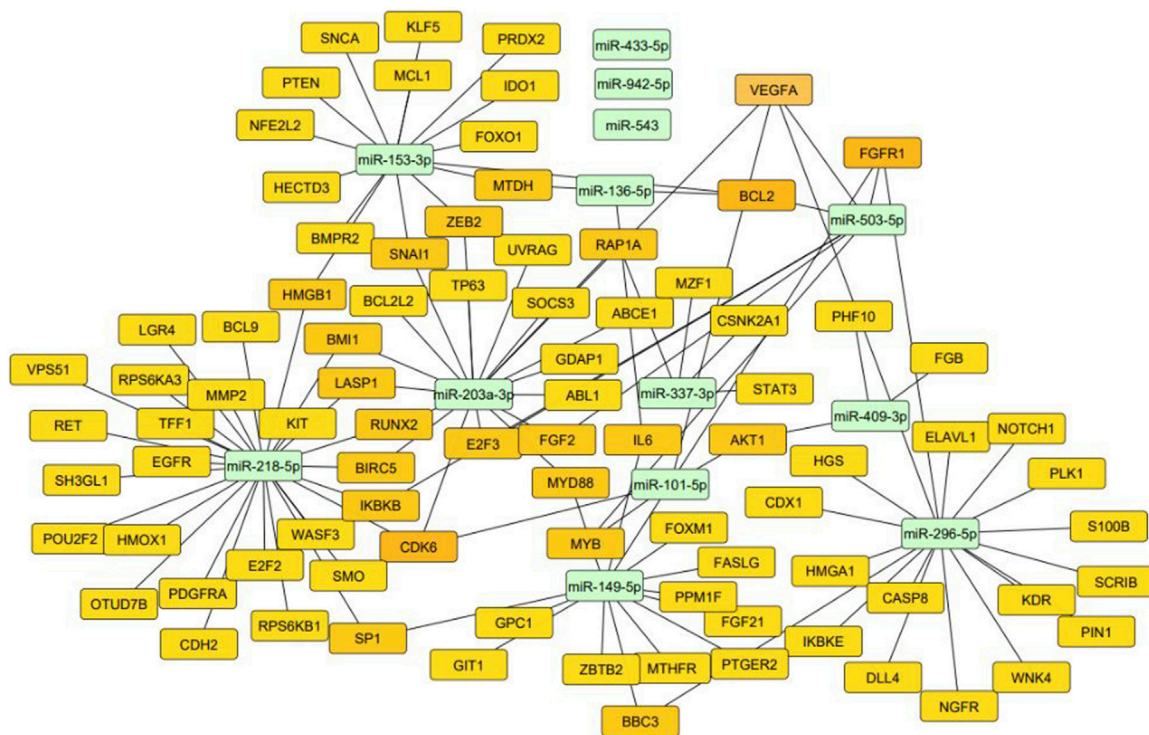 SNCA
KLF5
PRDX2
miR-433-5p
PTEN
MCL1
IDO1
miR-942-5p
VEGFA
NFE2L2
FOXO1
miR-543
miR-153-3p
FGFR1
HECTD3
MTDH
miR-136-5p
BCL2
miR-503-5p
ZEB2
BMPR2
SNAI1
UVRAG
RAP1A
HMGB1
TP63
MZF1
BCL2L2
SOCS3
ABCE1
CSNK2A1
PHF10
LGR4
BCL9
BMI1
GDAP1
FGB
VPS51
RPS6KA3
MMP2
LASP1
miR-203a-3p
ABL1
miR-337-3p
STAT3
RET
TFF1
KIT
RUNX2
miR-409-3p
E2F3
FGF2
IL6
AKT1
ELAVL1
NOTCH1
EGFR
miR-218-5p
BIRC5
HGS
PLK1
SH3GL1
MYD88
miR-101-5p
CDX1
IKBKB
S100B
POU2F2
HMOX1
WASF3
CDK6
MYB
FOXM1
miR-296-5p
E2F2
SMO
FASLG
HMGA1
SCRIB
OTUD7B
PDGFRA
miR-149-5p
PPM1F
CASP8
KDR
RPS6KB1
GPC1
FGF21
PIN1
CDH2
SP1
IKBKE
GIT1
ZBTB2
MTHFR
PTGER2
DLL4
WNK4
NGFR
BBC3